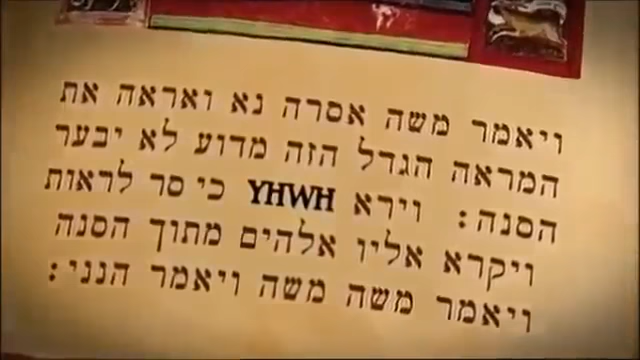 ויאמר משה אסרה נא ואראה את
המראה הגדל הזה מדוע לא יבער
הסנה: וירא YHWH כי סר לראות
ויקרא אליו אלהים מתוך הסנה
ויאמר משה משה ויאמר הנני: